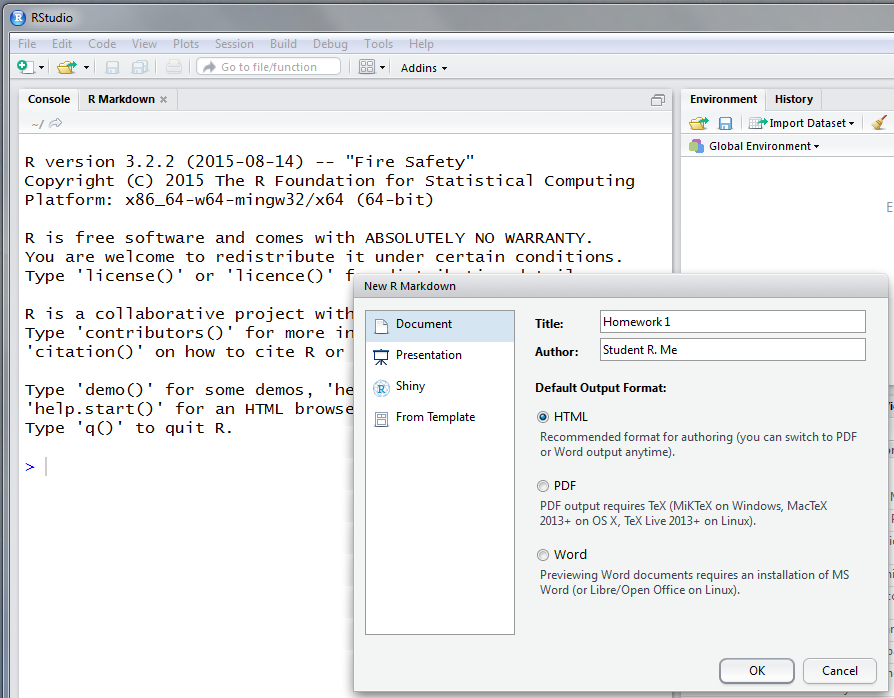 RStudio
File Edit Code View Plots Session Build Debug Tools Help
Go to file/function Addins
Console R Markdown
~/
R version 3.2.2 (2015-08-14) -- "Fire Safety"
Copyright (C) 2015 The R Foundation for Statistical Computing
Platform: x86_64-w64-mingw32/x64 (64-bit)
R is free software and comes with ABSOLUTELY NO WARRANTY.
You are welcome to redistribute it under certain conditions.
Type 'license()' or 'licence()' for distribution detail
R is a collaborative project with
Type 'contributors()' for more in
'citation()' on how to cite R or
Type 'demo()' for some demos, 'he
'help.start()' for an HTML browse
Type 'q()' to quit R.
>
Environment History
Import Dataset
Global Environment
E
New R Markdown
Document
Presentation
Shiny
From Template
Title: Homework1
Author: Student R. Me
Default Output Format:
HTML
Recommended format for authoring (you can switch to PDF
or Word output anytime).
PDF
PDF output requires TeX (MiKTeX on Windows, MacTeX
2013+ on OS X, TeX Live 2013+ on Linux).
Word
Previewing Word documents requires an installation of MS
Word (or Libre/Open Office on Linux).
OK Cancel